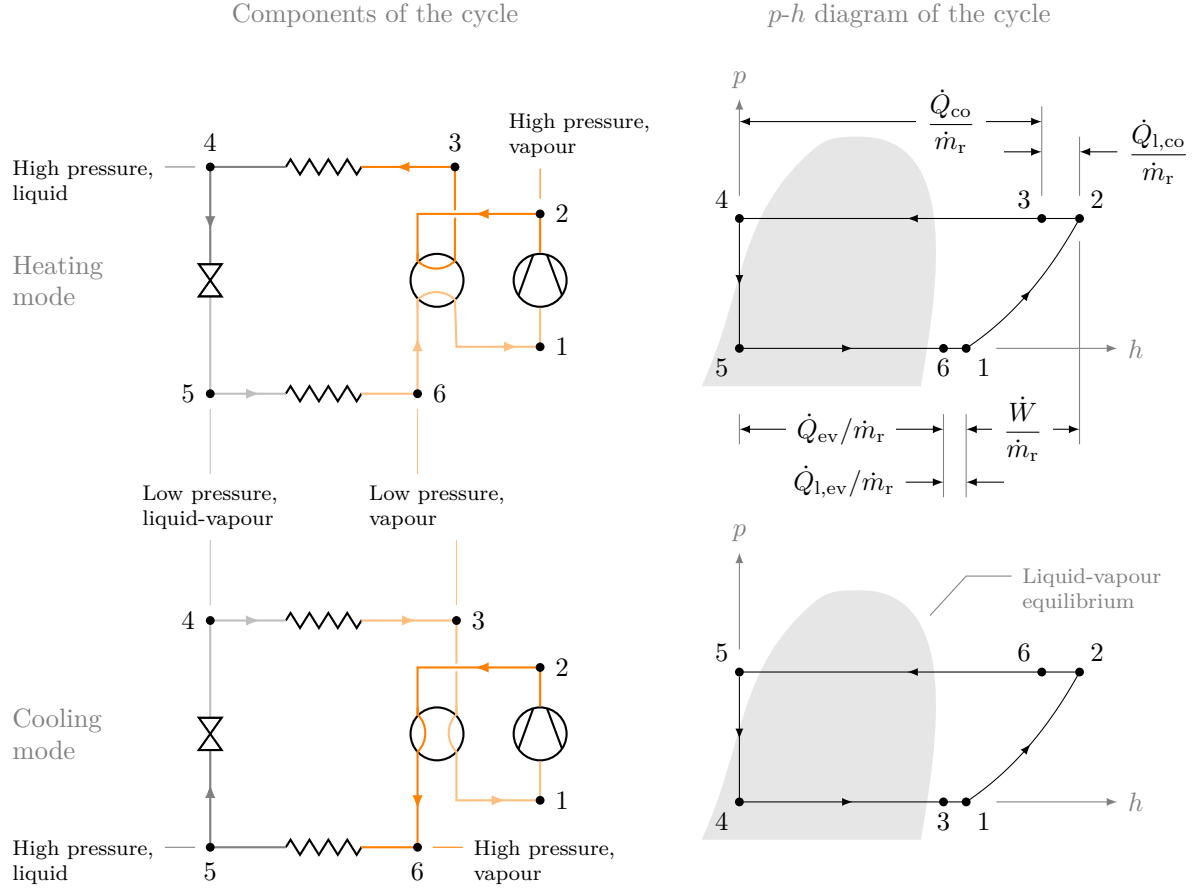 Components of the cycle
p-h diagram of the cycle
4
3
High pressure,
vapour
High pressure,
liquid
2
Heating
mode
1
5
6
Low pressure,
liquid-vapour
Low pressure,
vapour
p
Q̇co
ṁr
Q̇l,co
ṁr
4
3
2
5
6
1
h
Q̇ev/ṁr
Ẇ
ṁr
Q̇l,ev/ṁr
4
3
2
Cooling
mode
1
High pressure,
liquid
5
6
High pressure,
vapour
p
Liquid-vapour
equilibrium
5
6
2
4
3
1
h